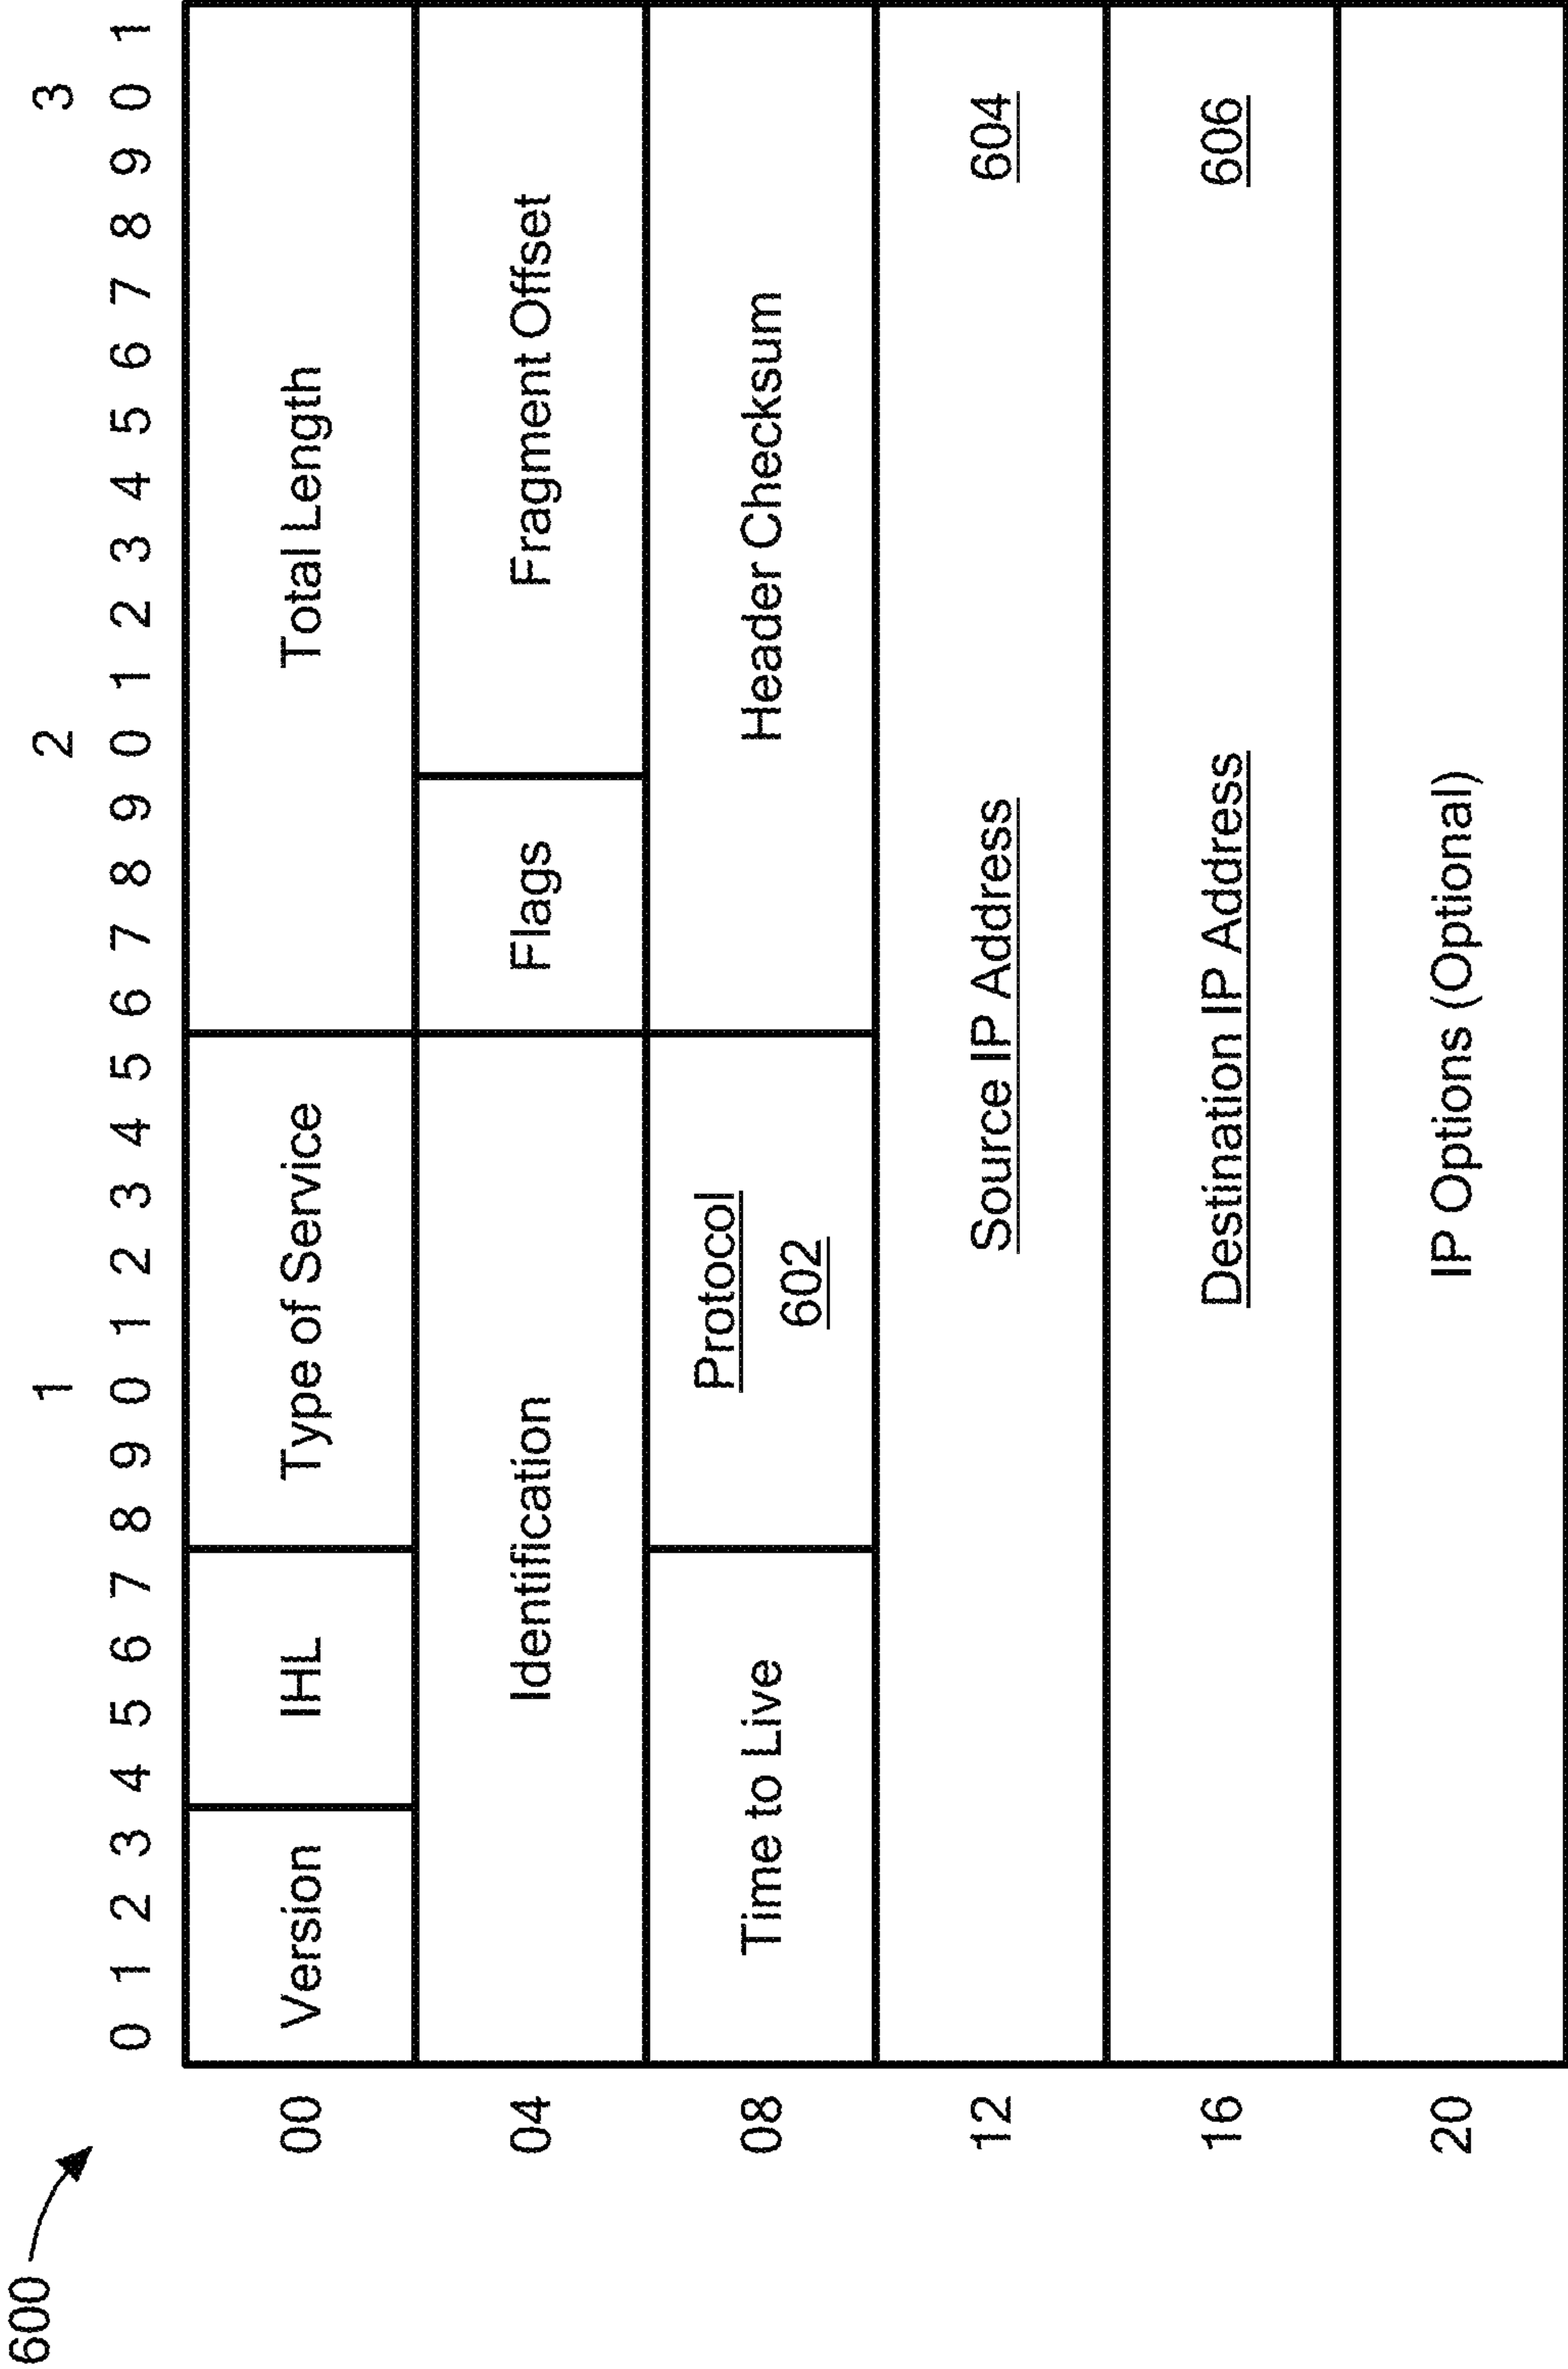 600
1 2 3
0 1 2 3 4 5 6 7 8 9 0 1 2 3 4 5 6 7 8 9 0 1 2 3 4 5 6 7 8 9 0 1
00 Version IHL Type of Service Total Length
04 Identification Flags Fragment Offset
08 Time to Live Protocol Header Checksum
602
12 Source IP Address 604
16 Destination IP Address 606
20 IP Options (Optional)